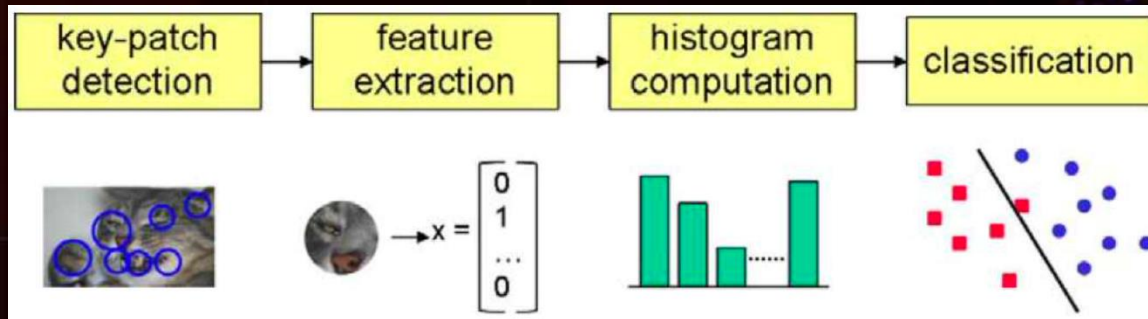 key-patch
detection
feature
extraction
histogram
computation
classification
x =
0
1
...
0
......